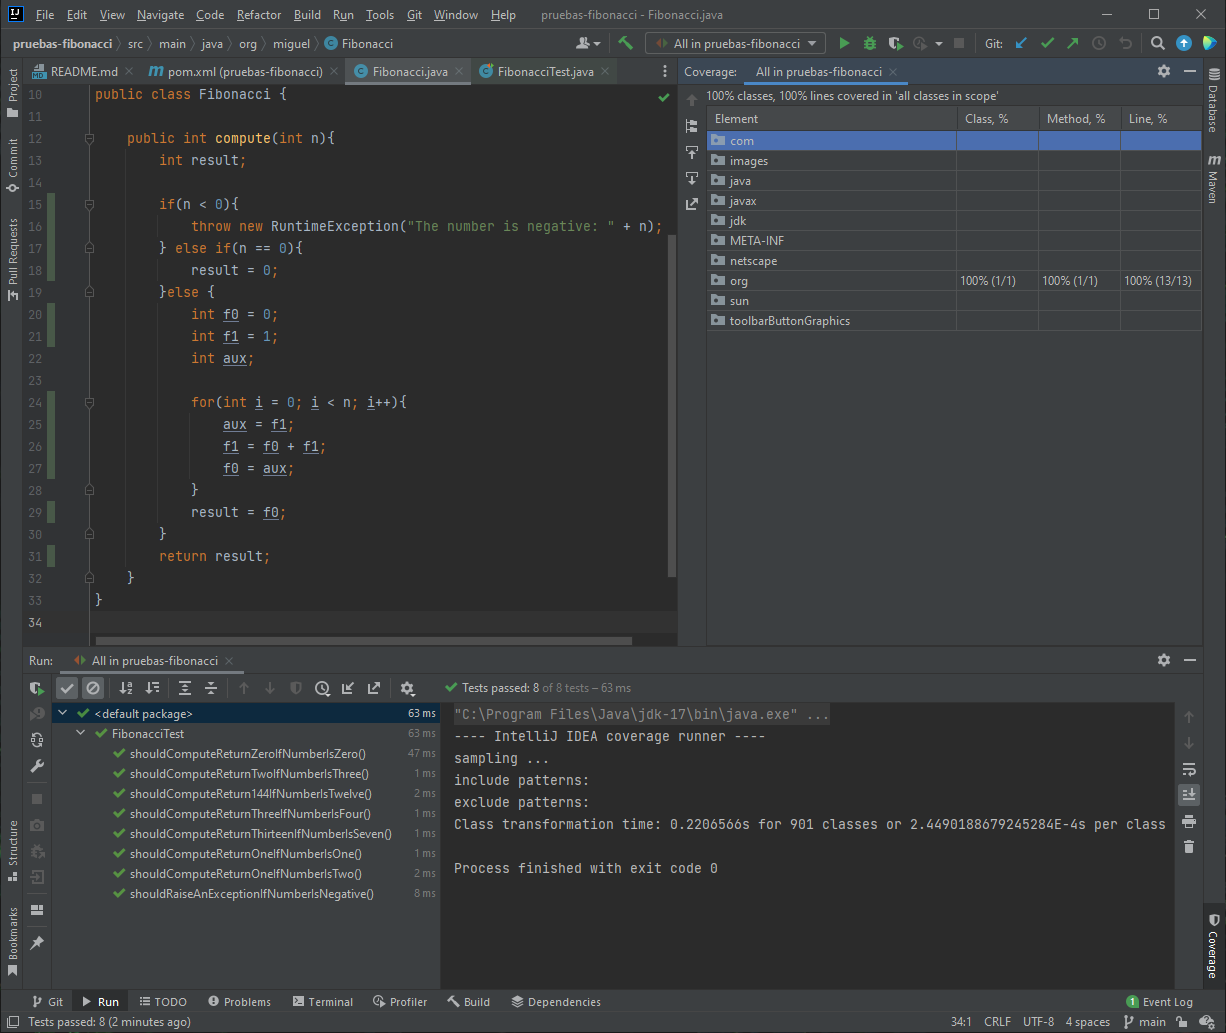 File Edit View Navigate Code Refactor Build Run Tools Git Window Help pruebas-fibonacci - Fibonacci.java
pruebas-fibonacci src main java org miguel Fibonacci All in pruebas-fibonacci Git:
README.md pom.xml (pruebas-fibonacci) Fibonacci.java FibonacciTest.java
Project
Commit
Pull Requests
Structure
Bookmarks
10 public class Fibonacci {
11
12 public int compute(int n){
13 int result;
14
15 if(n < 0){
16 throw new RuntimeException("The number is negative: " + n);
17 } else if(n == 0){
18 result = 0;
19 }else {
20 int f0 = 0;
21 int f1 = 1;
22 int aux;
23
24 for(int i = 0; i < n; i++){
25 aux = f1;
26 f1 = f0 + f1;
27 f0 = aux;
28 }
29 result = f0;
30 }
31 return result;
32 }
33 }
34
Coverage: All in pruebas-fibonacci
100% classes, 100% lines covered in 'all classes in scope'
Element Class, % Method, % Line, %
com
images
java
javax
jdk
META-INF
netscape
org 100% (1/1) 100% (1/1) 100% (13/13)
sun
toolbarButtonGraphics
Database
Maven
Coverage
Run: All in pruebas-fibonacci
Tests passed: 8 of 8 tests – 63 ms
<default package> 63 ms
FibonacciTest 63 ms
shouldComputeReturnZeroIfNumberIsZero() 47 ms
shouldComputeReturnTwoIfNumberIsThree() 1 ms
shouldComputeReturn144IfNumberIsTwelve() 2 ms
shouldComputeReturnThreeIfNumberIsFour() 1 ms
shouldComputeReturnThirteenIfNumberIsSeven() 1 ms
shouldComputeReturnOneIfNumberIsOne() 1 ms
shouldComputeReturnOneIfNumberIsTwo() 2 ms
shouldRaiseAnExceptionIfNumberIsNegative() 8 ms
"C:\Program Files\Java\jdk-17\bin\java.exe" ...
---- IntelliJ IDEA coverage runner ----
sampling ...
include patterns:
exclude patterns:
Class transformation time: 0.2206566s for 901 classes or 2.4490188679245284E-4s per class
Process finished with exit code 0
Git Run TODO Problems Terminal Profiler Build Dependencies 1 Event Log
Tests passed: 8 (2 minutes ago) 34:1 CRLF UTF-8 4 spaces main